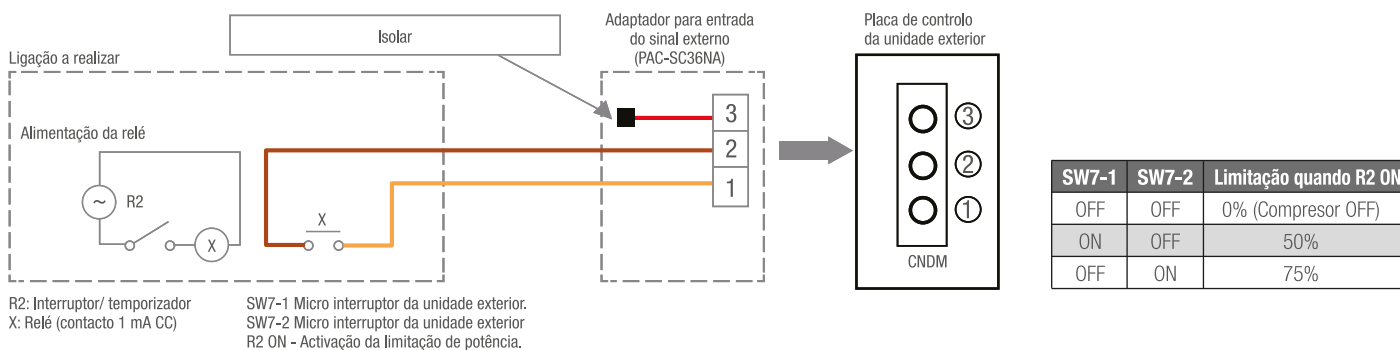 Isolar
Ligação a realizar
Adaptador para entrada
do sinal externo
(PAC-SC36NA)
Placa de controlo
da unidade exterior
Alimentação da relé
~
R2
X
X
3
2
1
3
2
1
CNDM
SW7-1 SW7-2 Limitação quando R2 ON
OFF OFF 0% (Compresor OFF)
ON OFF 50%
OFF ON 75%
R2: Interruptor/ temporizador
X: Relé (contacto 1 mA CC)
SW7-1 Micro interruptor da unidade exterior.
SW7-2 Micro interruptor da unidade exterior
R2 ON - Activação da limitação de potência.